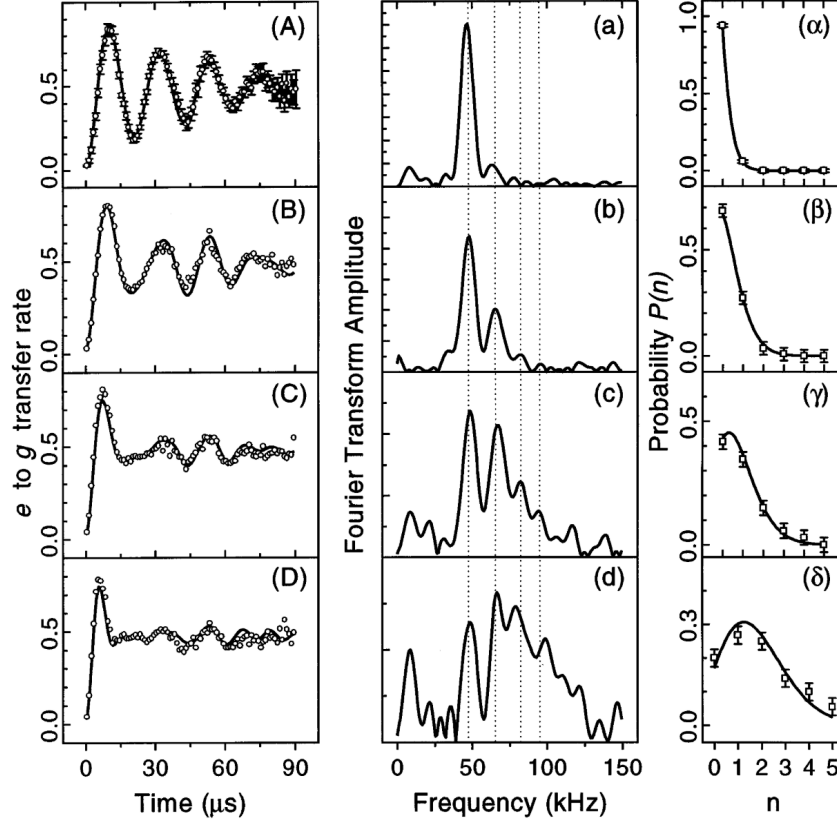 (A)
(a)
(α)
1.0
0.5
0.5
0.0
0.0
(B)
(b)
(β)
0.5
0.5
0.0
0.0
(C)
(c)
(γ)
0.5
0.5
0.0
0.0
(D)
(d)
(δ)
0.5
0.3
0.0
0.0
e to g transfer rate
Fourier Transform Amplitude
Probability P(n)
0 30 60 90
0 50 100 150
0 1 2 3 4 5
Time (μs)
Frequency (kHz)
n